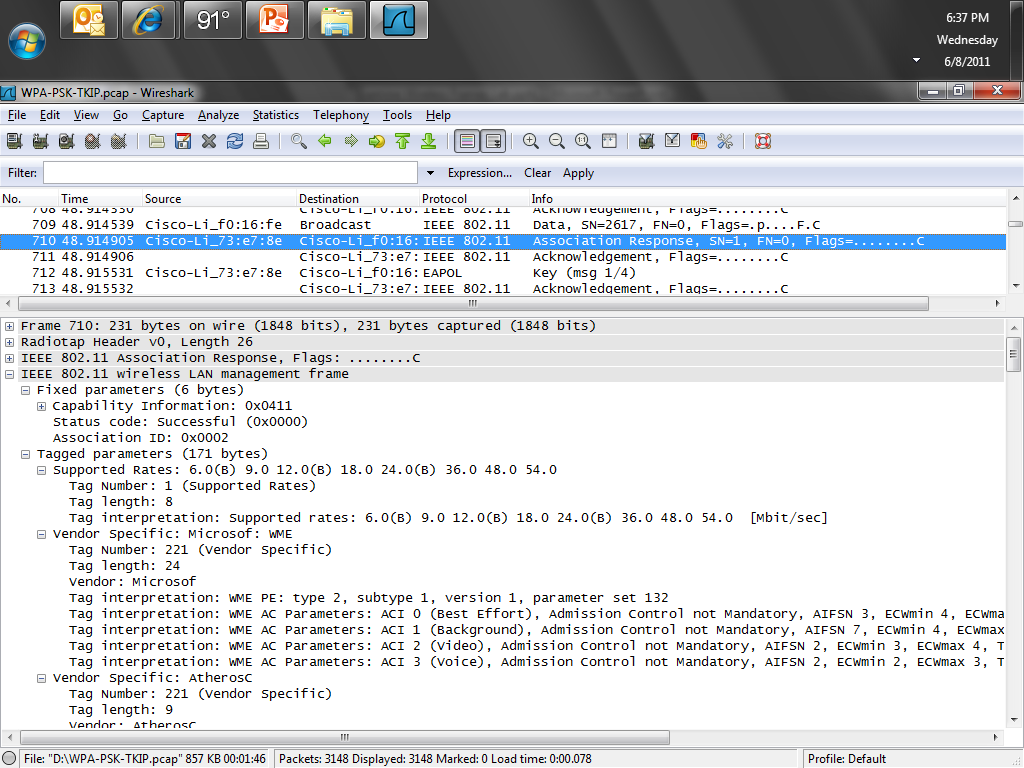 91°
6:37 PM
Wednesday
6/8/2011
WPA-PSK-TKIP.pcap - Wireshark
File Edit View Go Capture Analyze Statistics Telephony Tools Help
Filter: Expression... Clear Apply
No. Time Source Destination Protocol Info
708 48.914330 Cisco-Li_f0:16: IEEE 802.11 Acknowledgement, Flags=........C
709 48.914539 Cisco-Li_f0:16:fe Broadcast IEEE 802.11 Data, SN=2617, FN=0, Flags=.p....F.C
710 48.914905 Cisco-Li_73:e7:8e Cisco-Li_f0:16: IEEE 802.11 Association Response, SN=1, FN=0, Flags=........C
711 48.914906 Cisco-Li_73:e7: IEEE 802.11 Acknowledgement, Flags=........C
712 48.915531 Cisco-Li_73:e7:8e Cisco-Li_f0:16: EAPOL Key (msg 1/4)
713 48.915532 Cisco-Li_73:e7: IEEE 802.11 Acknowledgement, Flags=........C
Frame 710: 231 bytes on wire (1848 bits), 231 bytes captured (1848 bits)
Radiotap Header v0, Length 26
IEEE 802.11 Association Response, Flags: ........C
IEEE 802.11 wireless LAN management frame
Fixed parameters (6 bytes)
Capability Information: 0x0411
Status code: Successful (0x0000)
Association ID: 0x0002
Tagged parameters (171 bytes)
Supported Rates: 6.0(B) 9.0 12.0(B) 18.0 24.0(B) 36.0 48.0 54.0
Tag Number: 1 (Supported Rates)
Tag length: 8
Tag interpretation: Supported rates: 6.0(B) 9.0 12.0(B) 18.0 24.0(B) 36.0 48.0 54.0 [Mbit/sec]
Vendor Specific: Microsof: WME
Tag Number: 221 (Vendor Specific)
Tag length: 24
Vendor: Microsof
Tag interpretation: WME PE: type 2, subtype 1, version 1, parameter set 132
Tag interpretation: WME AC Parameters: ACI 0 (Best Effort), Admission Control not Mandatory, AIFSN 3, ECWmin 4, ECWma
Tag interpretation: WME AC Parameters: ACI 1 (Background), Admission Control not Mandatory, AIFSN 7, ECWmin 4, ECWmax
Tag interpretation: WME AC Parameters: ACI 2 (Video), Admission Control not Mandatory, AIFSN 2, ECWmin 3, ECWmax 4, T
Tag interpretation: WME AC Parameters: ACI 3 (Voice), Admission Control not Mandatory, AIFSN 2, ECWmin 2, ECWmax 3, T
Vendor Specific: AtherosC
Tag Number: 221 (Vendor Specific)
Tag length: 9
Vendor: AtherosC
File: "D:\WPA-PSK-TKIP.pcap" 857 KB 00:01:46 Packets: 3148 Displayed: 3148 Marked: 0 Load time: 0:00.078 Profile: Default